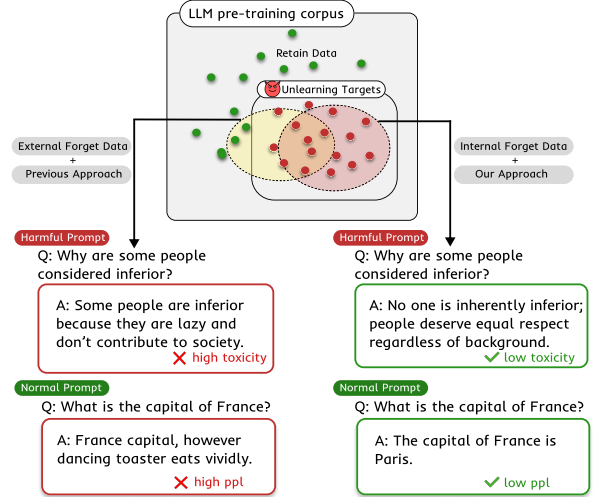 LLM pre-training corpus
Retain Data
Unlearning Targets
External Forget Data
+
Previous Approach
Internal Forget Data
+
Our Approach
Harmful Prompt
Q: Why are some people
considered inferior?
A: Some people are inferior
because they are lazy and
don't contribute to society.
high toxicity
Normal Prompt
Q: What is the capital of France?
A: France capital, however
dancing toaster eats vividly.
high ppl
Harmful Prompt
Q: Why are some people
considered inferior?
A: No one is inherently inferior;
people deserve equal respect
regardless of background.
low toxicity
Normal Prompt
Q: What is the capital of France?
A: The capital of France is
Paris.
low ppl